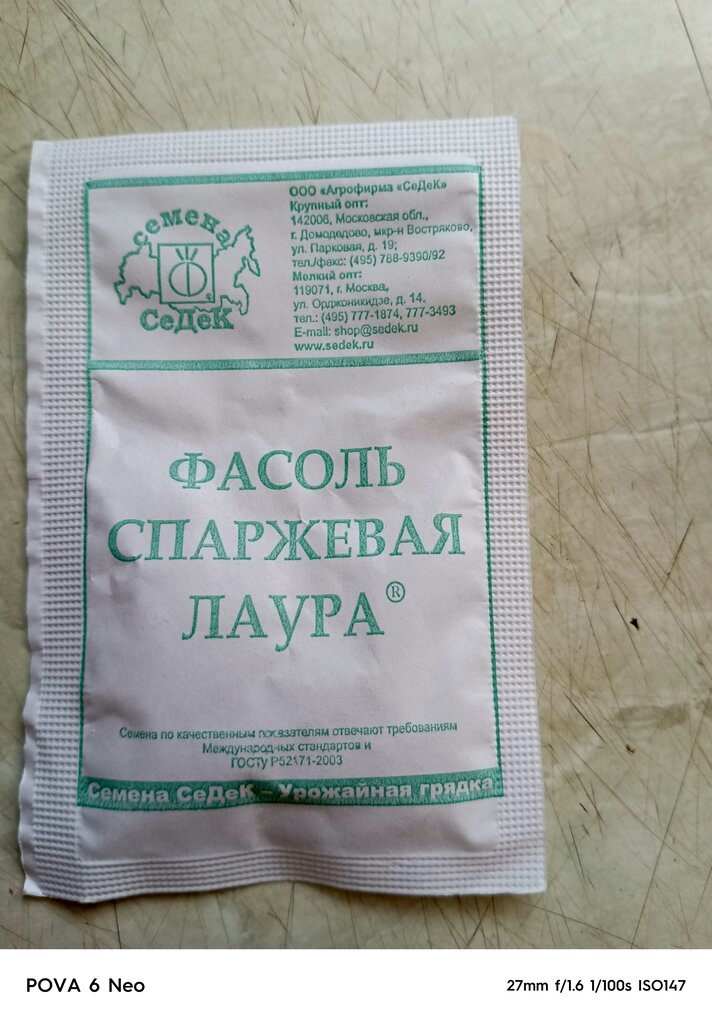 семена
СеДеК
ООО «Агрофирма «СеДеК»
Крупный опт:
142006, Московская обл.,
г. Домодедово, мкр-н Востряково,
ул. Парковая, д. 19;
тел./факс: (495) 788-9390/92
Мелкий опт:
119071, г. Москва,
ул. Орджоникидзе, д. 14,
тел.: (495) 777-1874, 777-3493
E-mail: shop@sedek.ru
www.sedek.ru
ФАСОЛЬ
СПАРЖЕВАЯ
ЛАУРА®
Семена по качественным показателям отвечают требованиям
Международных стандартов и
ГОСТу Р52171-2003
Семена СеДеК – Урожайная грядка
POVA 6 Neo
27mm f/1.6 1/100s ISO147